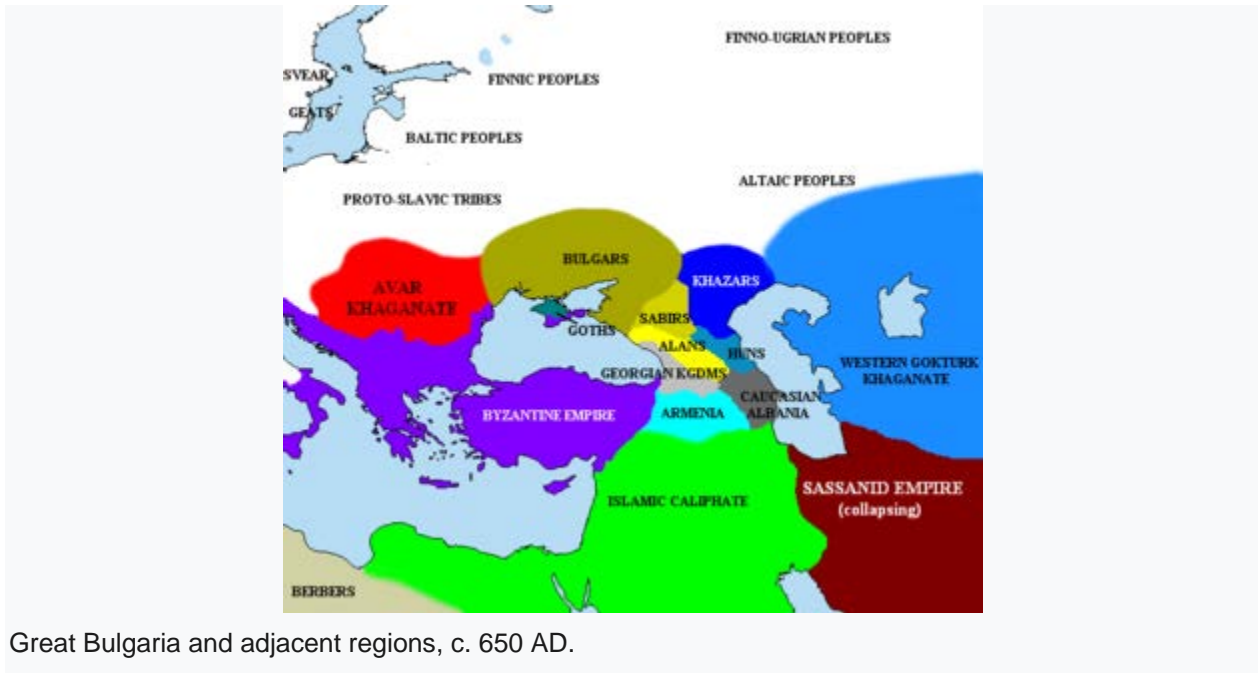 FINNO-UGRIAN PEOPLES
SVEAR
FINNIC PEOPLES
GEATS
BALTIC PEOPLES
ALTAIC PEOPLES
PROTO-SLAVIC TRIBES
BULGARS
KHAZARS
AVAR
KHAGANATE
SABIRS
GOTHS
ALANS
HUNS
WESTERN GOKTURK
KHAGANATE
GEORGIAN KGDMS
CAUCASIAN
ALBANIA
BYZANTINE EMPIRE
ARMENIA
SASSANID EMPIRE
(collapsing)
ISLAMIC CALIPHATE
BERBERS
Great Bulgaria and adjacent regions, c. 650 AD.